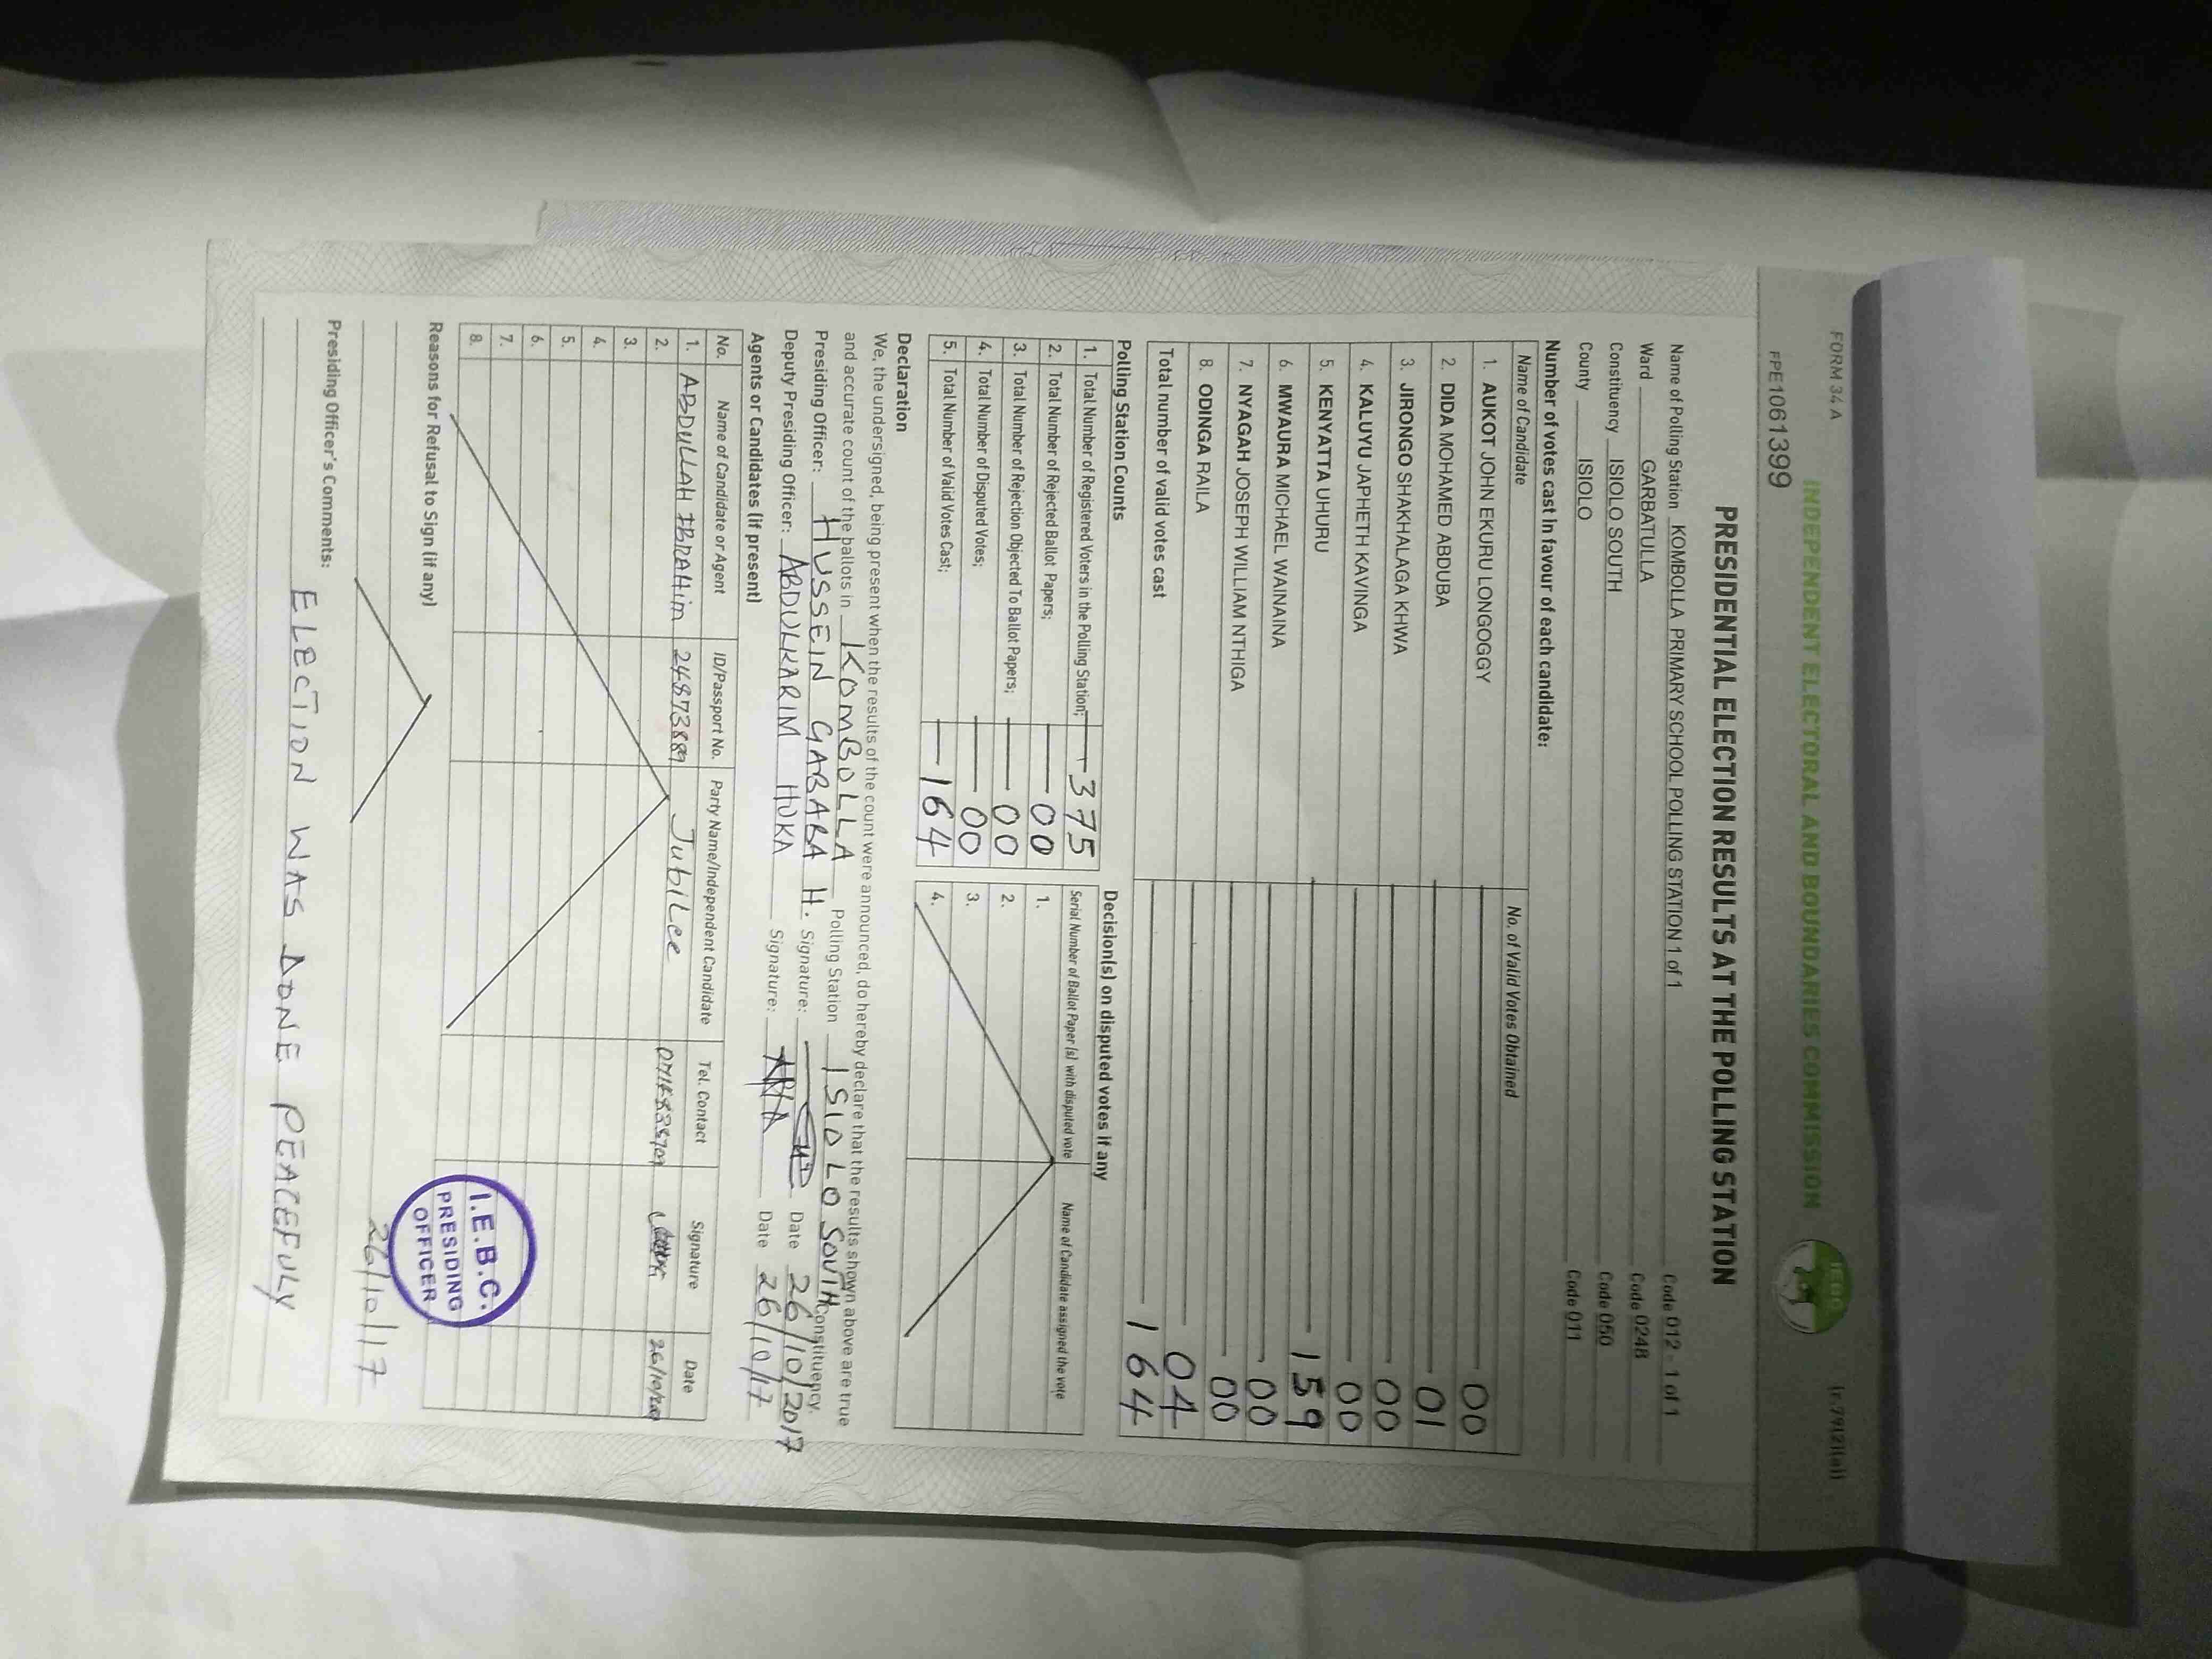 FORM 34 A
INDEPENDENT ELECTORAL AND BOUNDARIES COMMISSION
IEBC
(r.79(2)(a))
FPE1061399
PRESIDENTIAL ELECTION RESULTS AT THE POLLING STATION
Name of Polling Station KOMBOLLA PRIMARY SCHOOL POLLING STATION 1 of 1 Code 012 - 1 of 1
Ward GARBATULLA Code 0248
Constituency ISIOLO SOUTH Code 050
County ISIOLO Code 011
Number of votes cast in favour of each candidate:
Name of Candidate No. of Valid Votes Obtained
1. AUKOT JOHN EKURU LONGOGGY 00
2. DIDA MOHAMED ABDUBA 01
3. JIRONGO SHAKHALAGA KHWA 00
4. KALUYU JAPHETH KAVINGA 00
5. KENYATTA UHURU 159
6. MWAURA MICHAEL WAINAINA 00
7. NYAGAH JOSEPH WILLIAM NTHIGA 00
8. ODINGA RAILA 04
Total number of valid votes cast 164
Polling Station Counts
1. Total Number of Registered Voters in the Polling Station; 375
2. Total Number of Rejected Ballot Papers; 00
3. Total Number of Rejection Objected To Ballot Papers; 00
4. Total Number of Disputed Votes; 00
5. Total Number of Valid Votes Cast; 164
Decision(s) on disputed votes if any
Serial Number of Ballot Paper (s) with disputed vote Name of Candidate assigned the vote
1.
2.
3.
4.
Declaration
We, the undersigned, being present when the results of the count were announced, do hereby declare that the results shown above are true
and accurate count of the ballots in KOMBOLLA Polling Station ISIOLO SOUTH Constituency.
Presiding Officer: HUSSEIN GABABA H. Signature: Date 26/10/2017
Deputy Presiding Officer: ABDULKARIM HUKA Signature: Date 26/10/17
Agents or Candidates (if present)
No. Name of Candidate or Agent ID/Passport No. Party Name/Independent Candidate Tel. Contact Signature Date
1. ABDULLAH IBRAHim Jubilee
2.
3.
4.
5.
6.
7.
8.
I.E.B.C.
PRESIDING
OFFICER
Reasons for Refusal to Sign (if any)
26/10/17
Presiding Officer's Comments:
ELECTION WAS DONE PEACEFULY